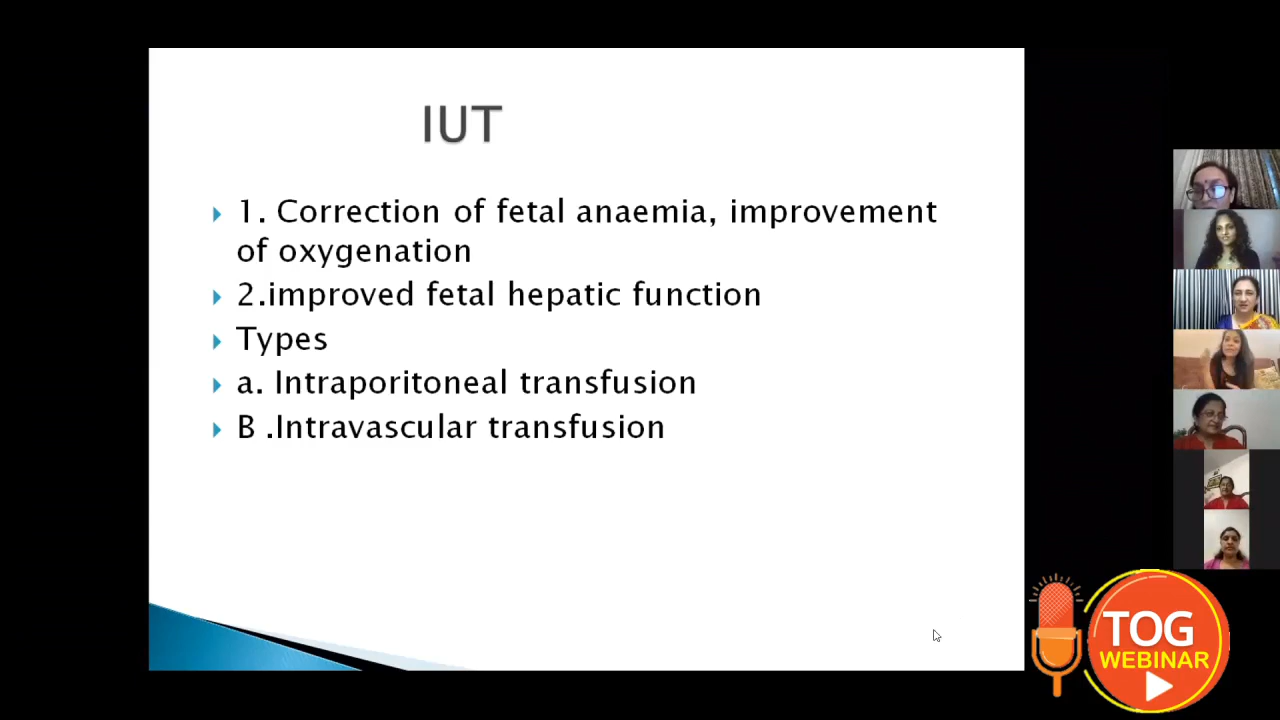 IUT
1. Correction of fetal anaemia, improvement
of oxygenation
2.improved fetal hepatic function
Types
a. Intraporitoneal transfusion
B .Intravascular transfusion
TOG
WEBINAR